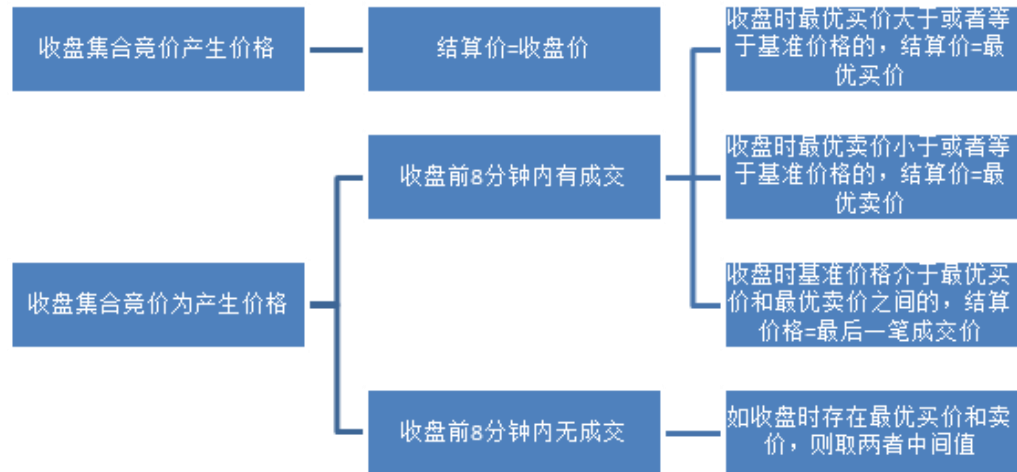 收盘集合竞价产生价格
结算价=收盘价
收盘时最优买价大于或者等
于基准价格的，结算价=最
优买价
收盘集合竞价为产生价格
收盘前8分钟内有成交
收盘时最优卖价小于或者等
于基准价格的，结算价=最
优卖价
收盘时基准价格介于最优买
价和最优卖价之间的，结算
价格=最后一笔成交价
收盘前8分钟内无成交
如收盘时存在最优买价和卖
价，则取两者中间值